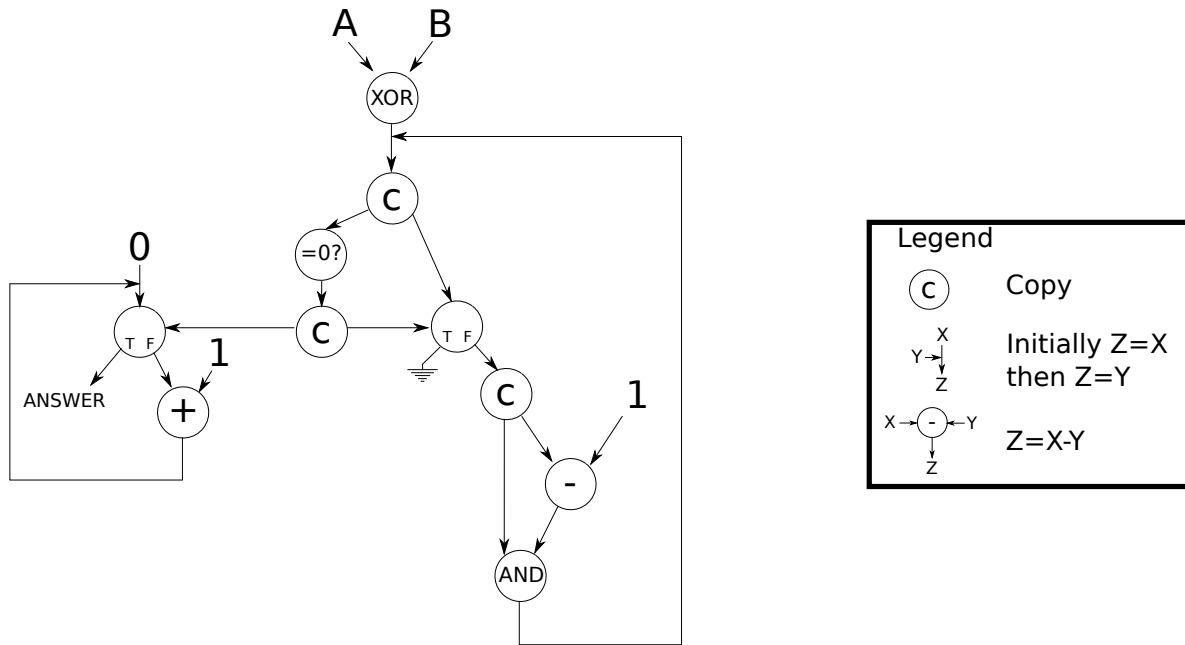 A B
XOR
C
=0?
0
T F
C
T F
1
ANSWER
+
C
1
-
AND
Legend
C Copy
X
Y
Z
Initially Z=X
then Z=Y
X - Y
Z
Z=X-Y